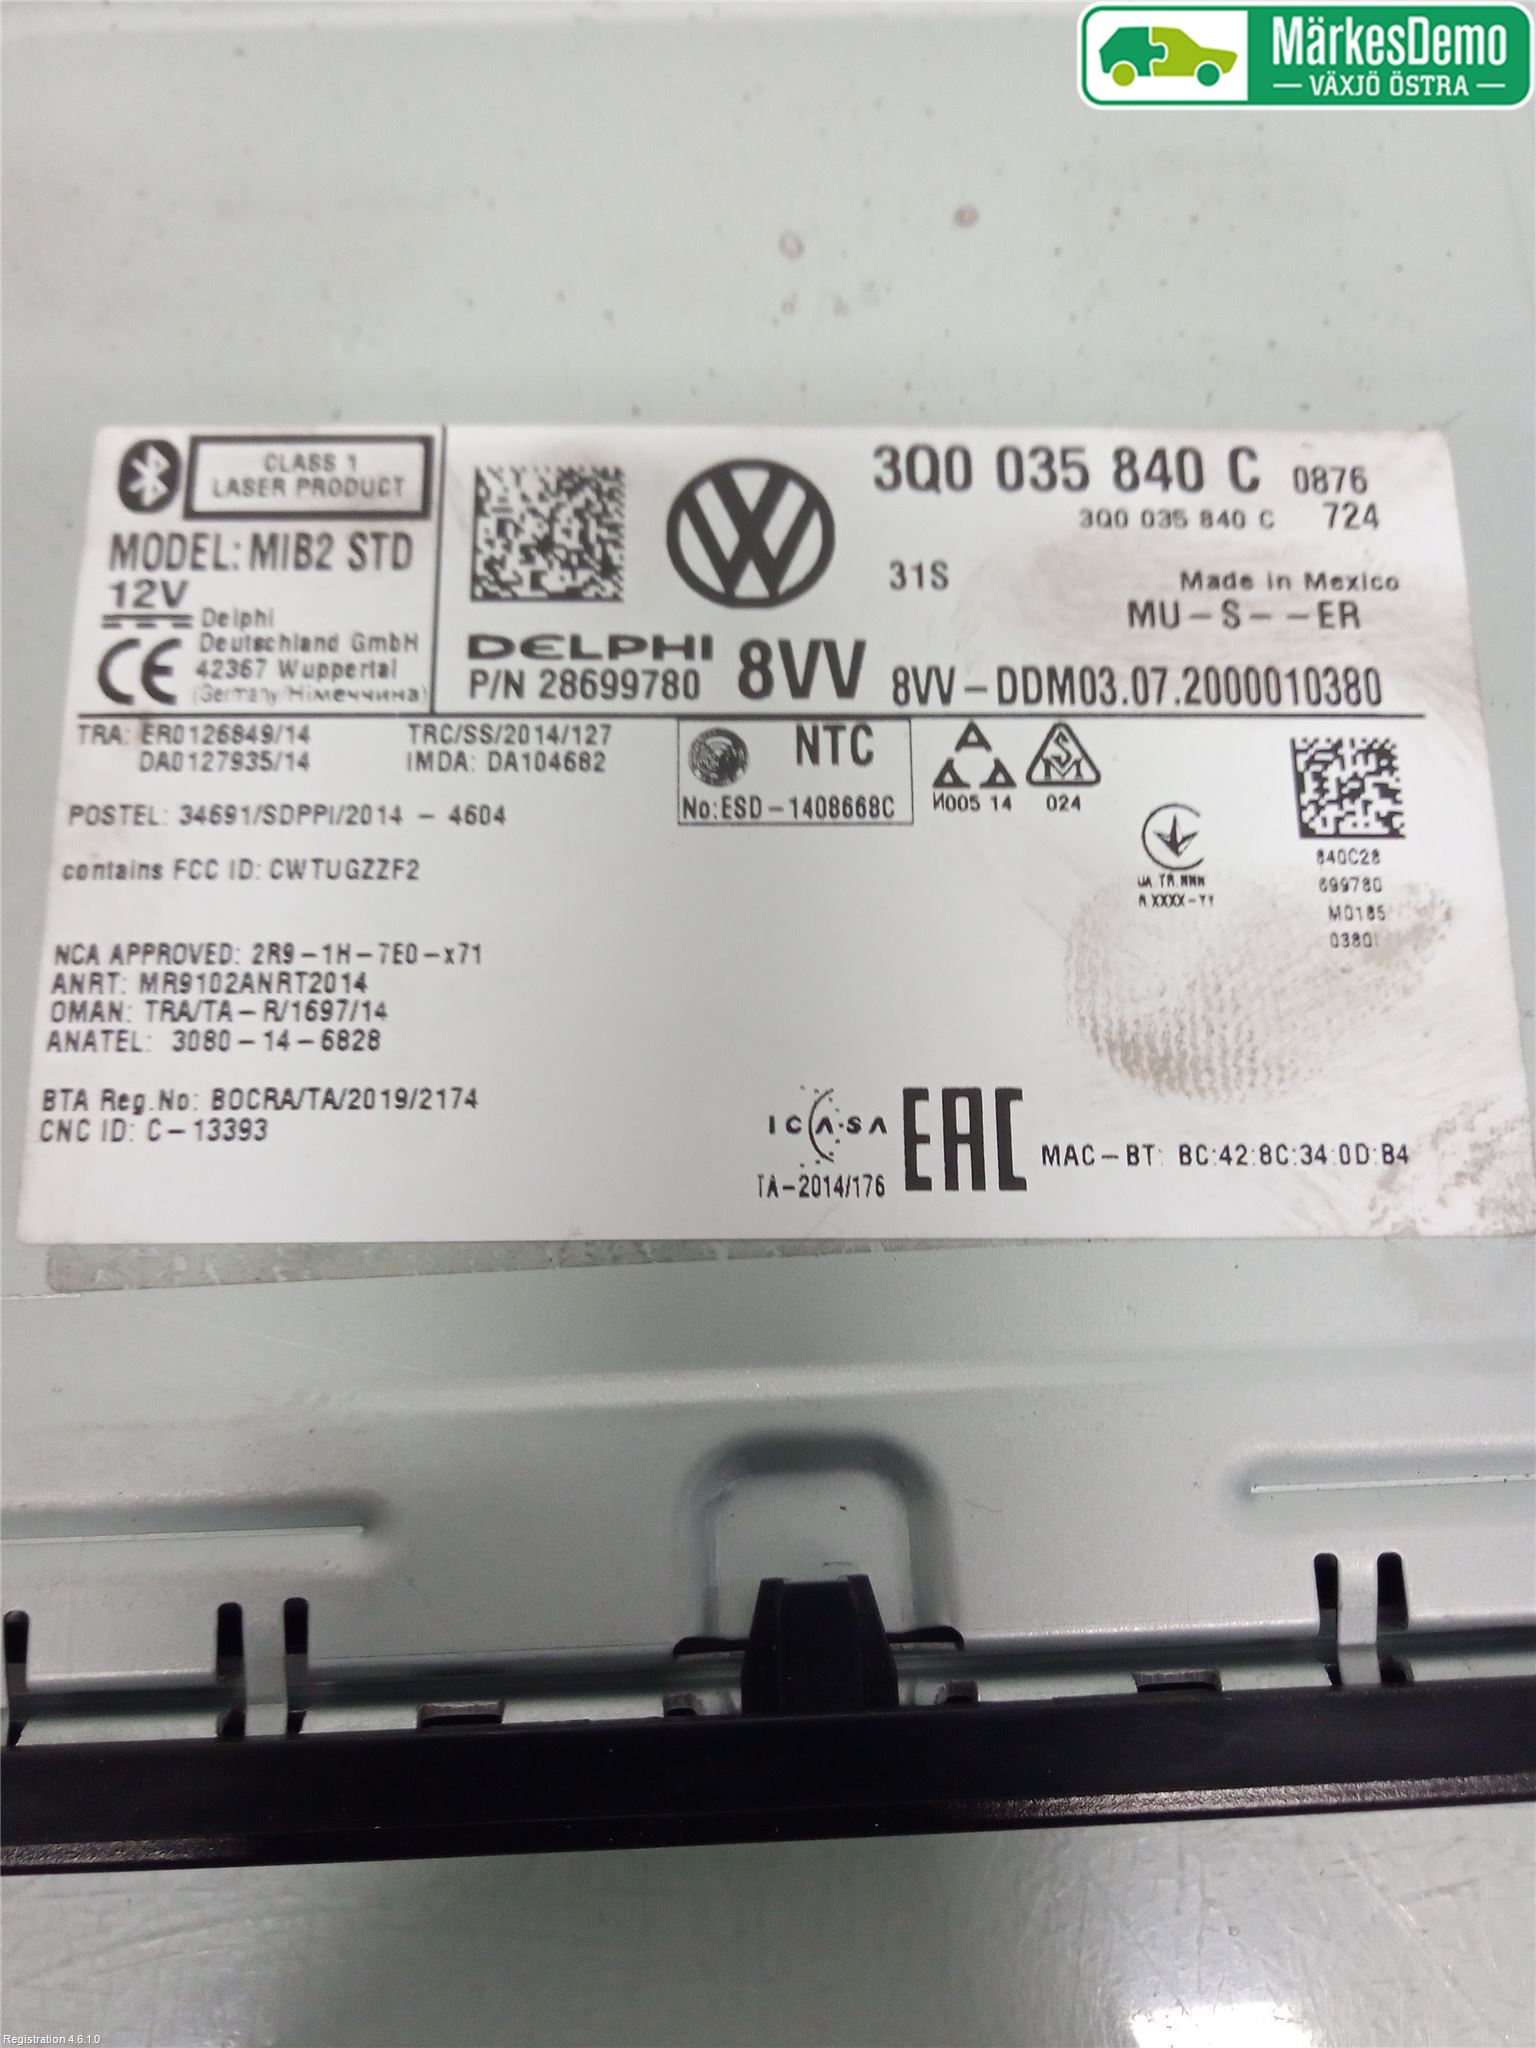 MärkesDemo
VÄXJÖ ÖSTRA
CLASS 1
LASER PRODUCT
MODEL: MIB2 STD
12V
Delphi
Deutschland GmbH
42367 Wuppertal
(Germany/Німеччина)
DELPHI
P/N 28699780
8VV
3Q0 035 840 C 0876
3Q0 035 840 C 724
31S
Made in Mexico
MU-S--ER
8VV-DDM03.07.2000010380
TRA: ER0126849/14
DA0127935/14
TRC/SS/2014/127
IMDA: DA104682
POSTEL: 34691/SDPPI/2014 - 4604
contains FCC ID: CWTUGZZF2
NTC
No:ESD-1408668C
И005 14
024
UA.TR.NNN
R.XXXX-YY
840C28
699780
M0185
0380
NCA APPROVED: 2R9-1H-7E0-x71
ANRT: MR9102ANRT2014
OMAN: TRA/TA-R/1697/14
ANATEL: 3080-14-6828
BTA Reg.No: BOCRA/TA/2019/2174
CNC ID: C-13393
ICASA
TA-2014/176
EAC
MAC-BT: BC:42:8C:34:0D:B4
Registration 4.6.1.0